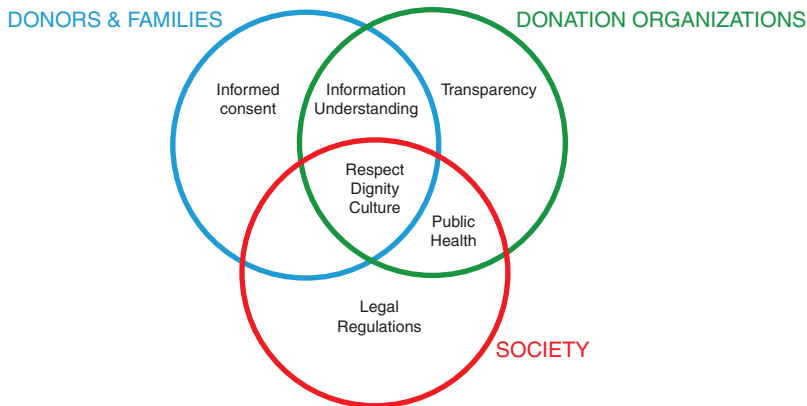 DONORS & FAMILIES
DONATION ORGANIZATIONS
Informed
consent
Information
Understanding
Transparency
Respect
Dignity
Culture
Public
Health
Legal
Regulations
SOCIETY